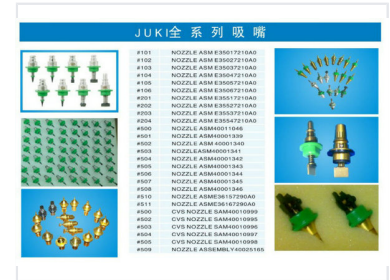 JUKI全系列吸嘴
#101 NOZZLE ASM E35017210A0
#102 NOZZLE ASM E35027210A0
#103 NOZZLE ASM E35037210A0
#104 NOZZLE ASM E35047210A0
#105 NOZZLE ASM E35057210A0
#106 NOZZLE ASM E35067210A0
#201 NOZZLE ASM E35517210A0
#202 NOZZLE ASM E35527210A0
#203 NOZZLE ASM E35537210A0
#204 NOZZLE ASM E35547210A0
#500 NOZZLE ASM40011046
#501 NOZZLE ASM40001339
#502 NOZZLE ASM 40001340
#503 NOZZLE ASM40001341
#504 NOZZLE ASM40001342
#505 NOZZLE ASM40001343
#506 NOZZLE ASM40001344
#507 NOZZLE ASM40001345
#508 NOZZLE ASM40001346
#510 NOZZLE ASME36157290A0
#511 NOZZLE ASME36167290A0
#500 CVS NOZZLE SAM40010999
#502 CVS NOZZLE SAM40010995
#503 CVS NOZZLE SAM40010996
#504 CVS NOZZLE SAM40010997
#505 CVS NOZZLE SAM40010998
#509 NOZZLE ASSEMBLY40025165